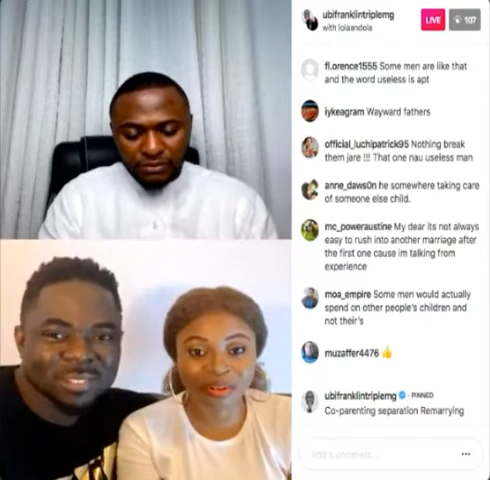 ubifranklintriplemg
with lolaandola
LIVE
107
fl.orence1555 Some men are like that
and the word useless is apt
iykeagram Wayward fathers
official_luchipatrick95 Nothing break
them jare !!! That one nau useless man
anne_daws0n he somewhere taking care
of someone else child.
mc_poweraustine My dear its not always
easy to rush into another marriage after
the first one cause im talking from
experience
moa_empire Some men would actually
spend on other people's children and
not their's
muzaffer4476 👍
ubifranklintriplemg • PINNED
Co-parenting separation Remarrying
Add a comment...